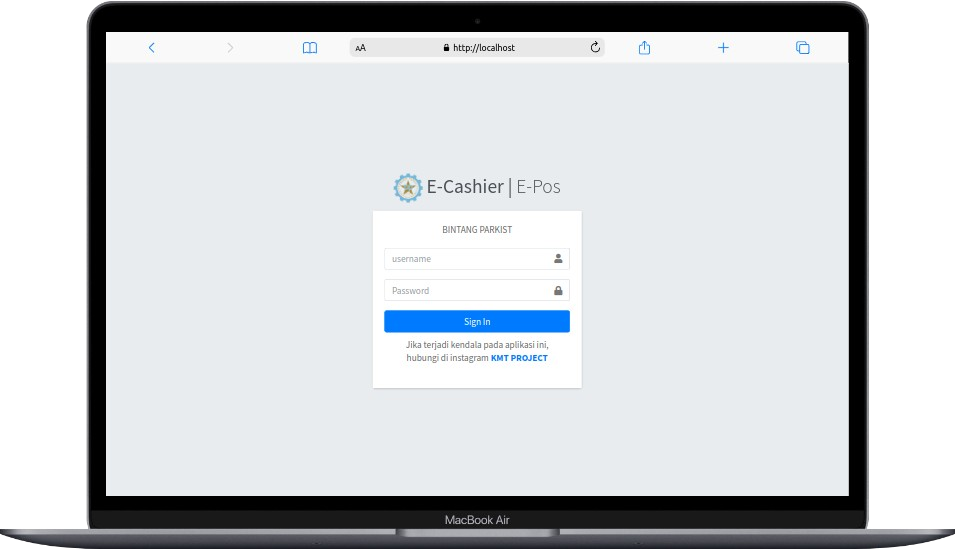 AA
http://localhost
E-Cashier | E-Pos
BINTANG PARKIST
username
Password
Sign In
Jika terjadi kendala pada aplikasi ini,
hubungi di instagram KMT PROJECT
MacBook Air